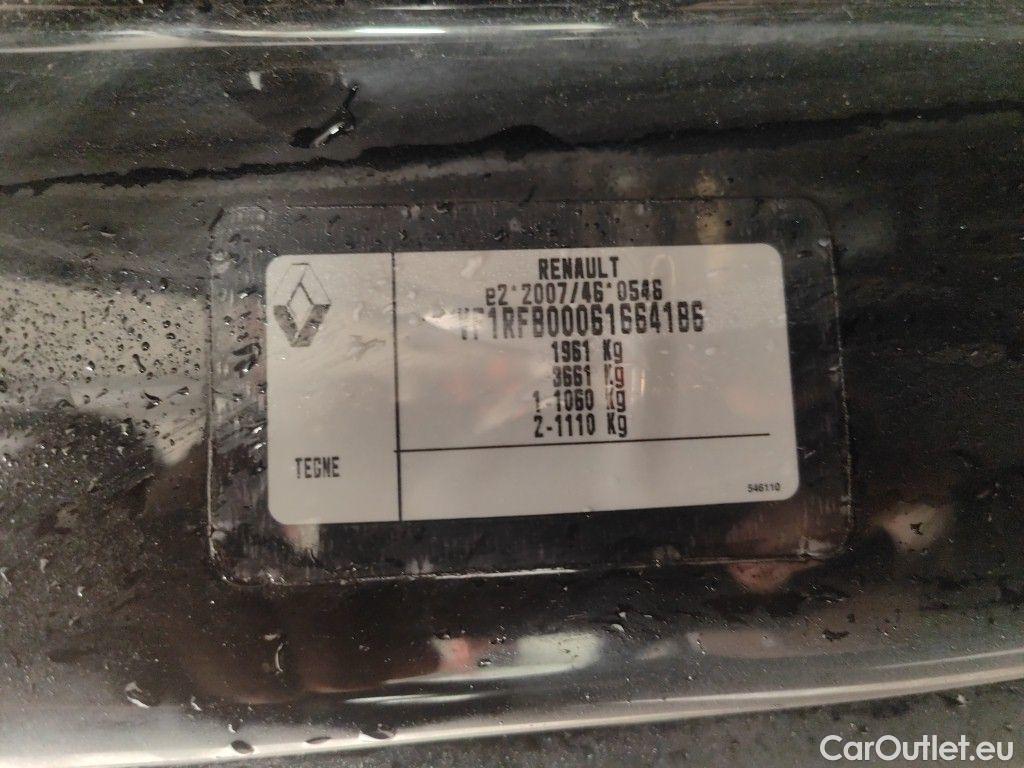 RENAULT
e2*2007/46*0546
VF1RFB00061664186
1961 Kg
3661 Kg
1-1060 Kg
2-1110 Kg
TEGNE
546110
CarOutlet.eu